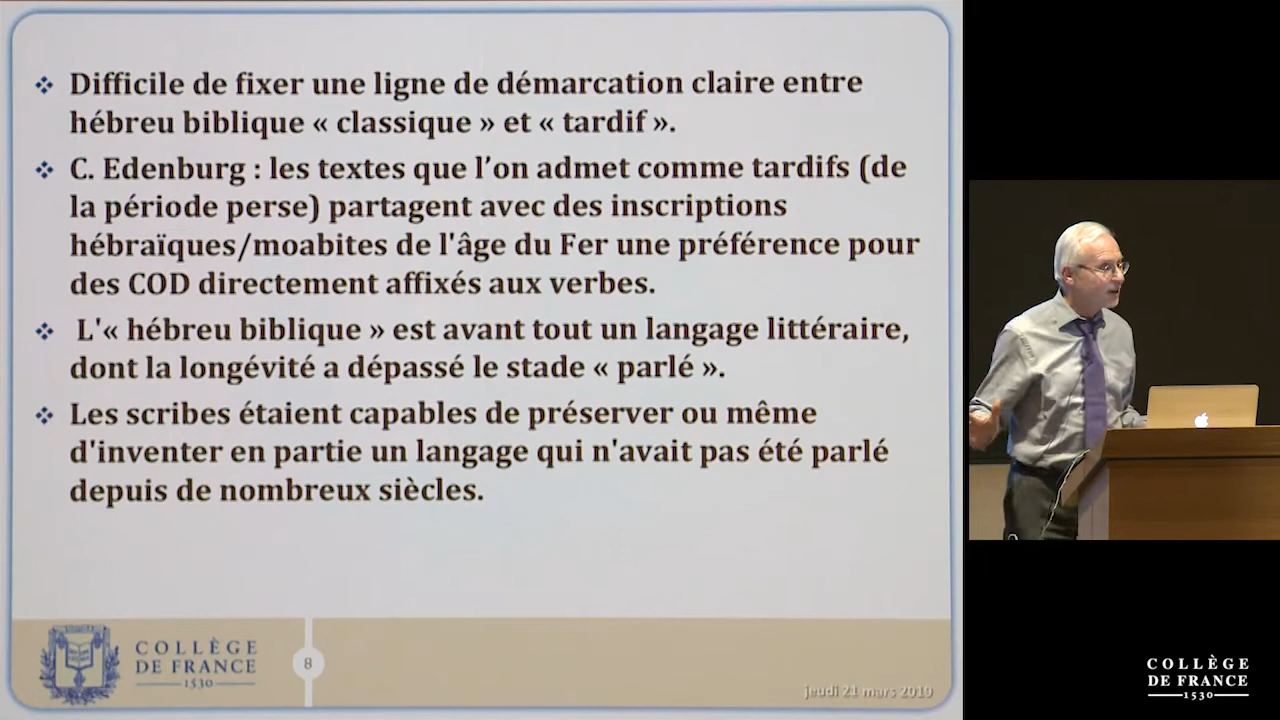 ❖ Difficile de fixer une ligne de démarcation claire entre
hébreu biblique « classique » et « tardif ».
❖ C. Edenburg : les textes que l’on admet comme tardifs (de
la période perse) partagent avec des inscriptions
hébraïques/moabites de l'âge du Fer une préférence pour
des COD directement affixés aux verbes.
❖ L'« hébreu biblique » est avant tout un langage littéraire,
dont la longévité a dépassé le stade « parlé ».
❖ Les scribes étaient capables de préserver ou même
d'inventer en partie un langage qui n'avait pas été parlé
depuis de nombreux siècles.
COLLÈGE
DE FRANCE
1530
8
jeudi 21 mars 2019
COLLÈGE
DE FRANCE
1530